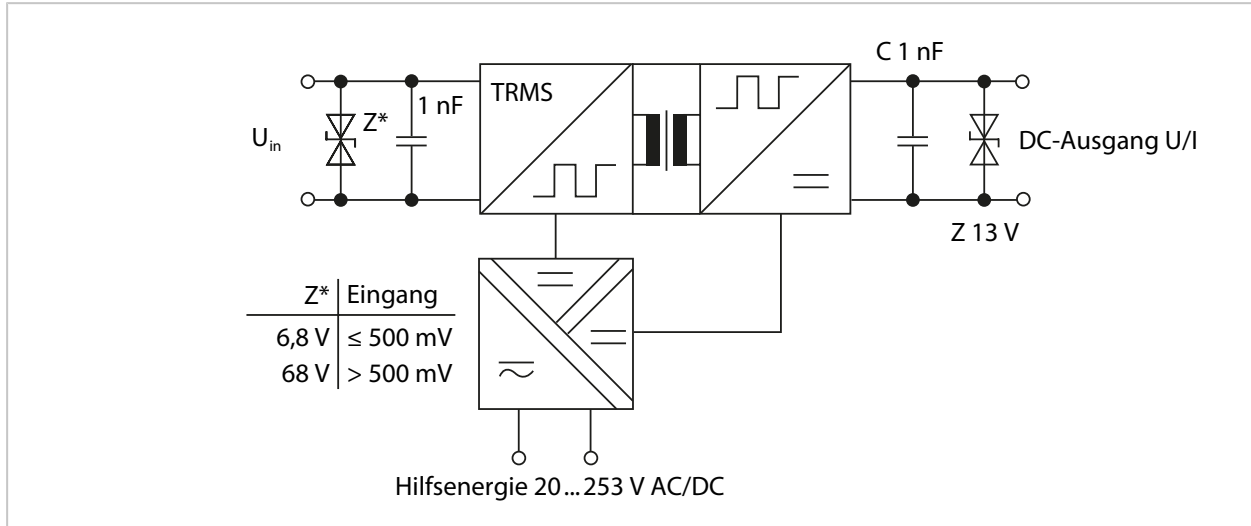 C 1 nF
TRMS
1 nF
Z*
U_in
DC-Ausgang U/I
Z 13 V
Z* Eingang
6,8 V ≤ 500 mV
68 V > 500 mV
Hilfsenergie 20 ... 253 V AC/DC